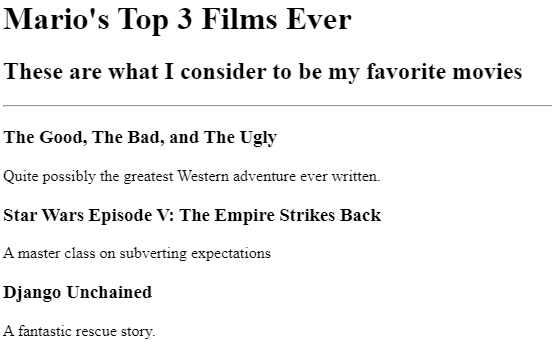 Mario's Top 3 Films Ever
These are what I consider to be my favorite movies
The Good, The Bad, and The Ugly
Quite possibly the greatest Western adventure ever written.
Star Wars Episode V: The Empire Strikes Back
A master class on subverting expectations
Django Unchained
A fantastic rescue story.